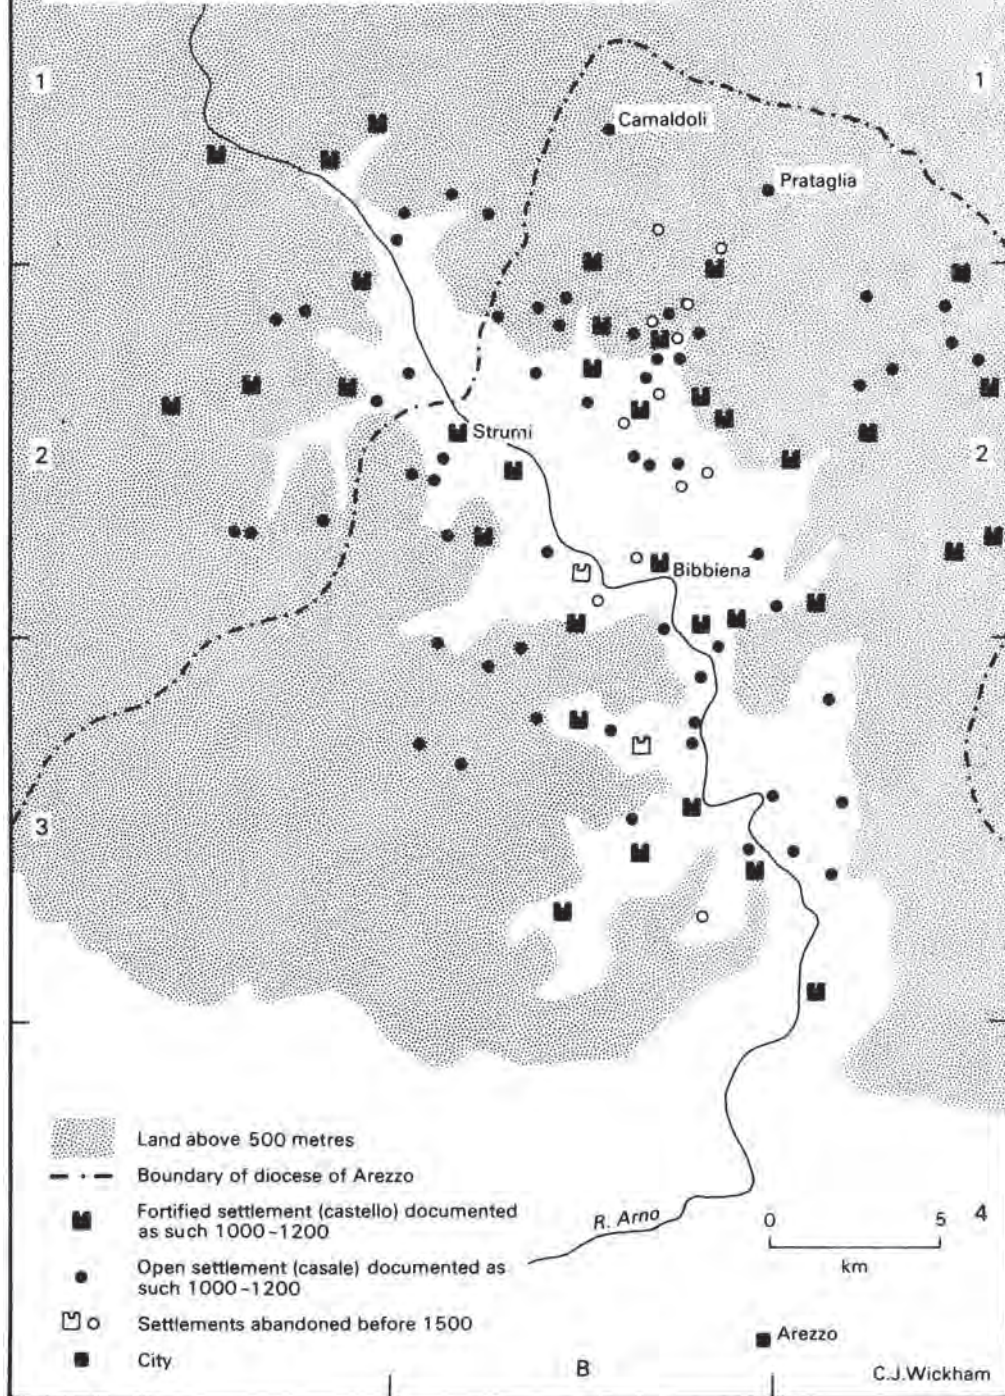 1
1
Camaldoli
Prataglia
2
Strumi
2
Bibbiena
3
Land above 500 metres
Boundary of diocese of Arezzo
Fortified settlement (castello) documented
as such 1000-1200
Open settlement (casale) documented as
such 1000-1200
Settlements abandoned before 1500
City
R. Arno
0 5 4
km
Arezzo
B
C.J.Wickham